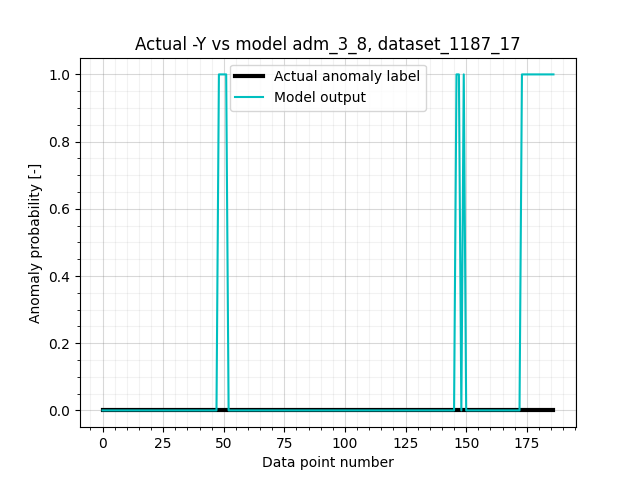 Actual -Y vs model adm_3_8, dataset_1187_17
Actual anomaly label
Model output
Anomaly probability [-]
1.0
0.8
0.6
0.4
0.2
0.0
0 25 50 75 100 125 150 175
Data point number